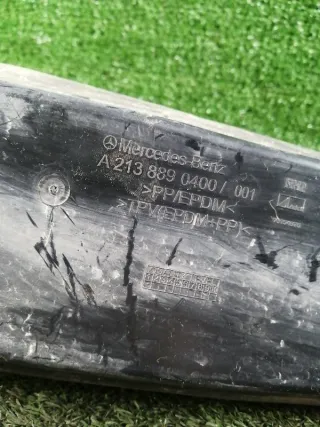 Mercedes-Benz
A 213 889 0400 / 001
>PP/EPDM<
>TPV(EPDM+PP)<